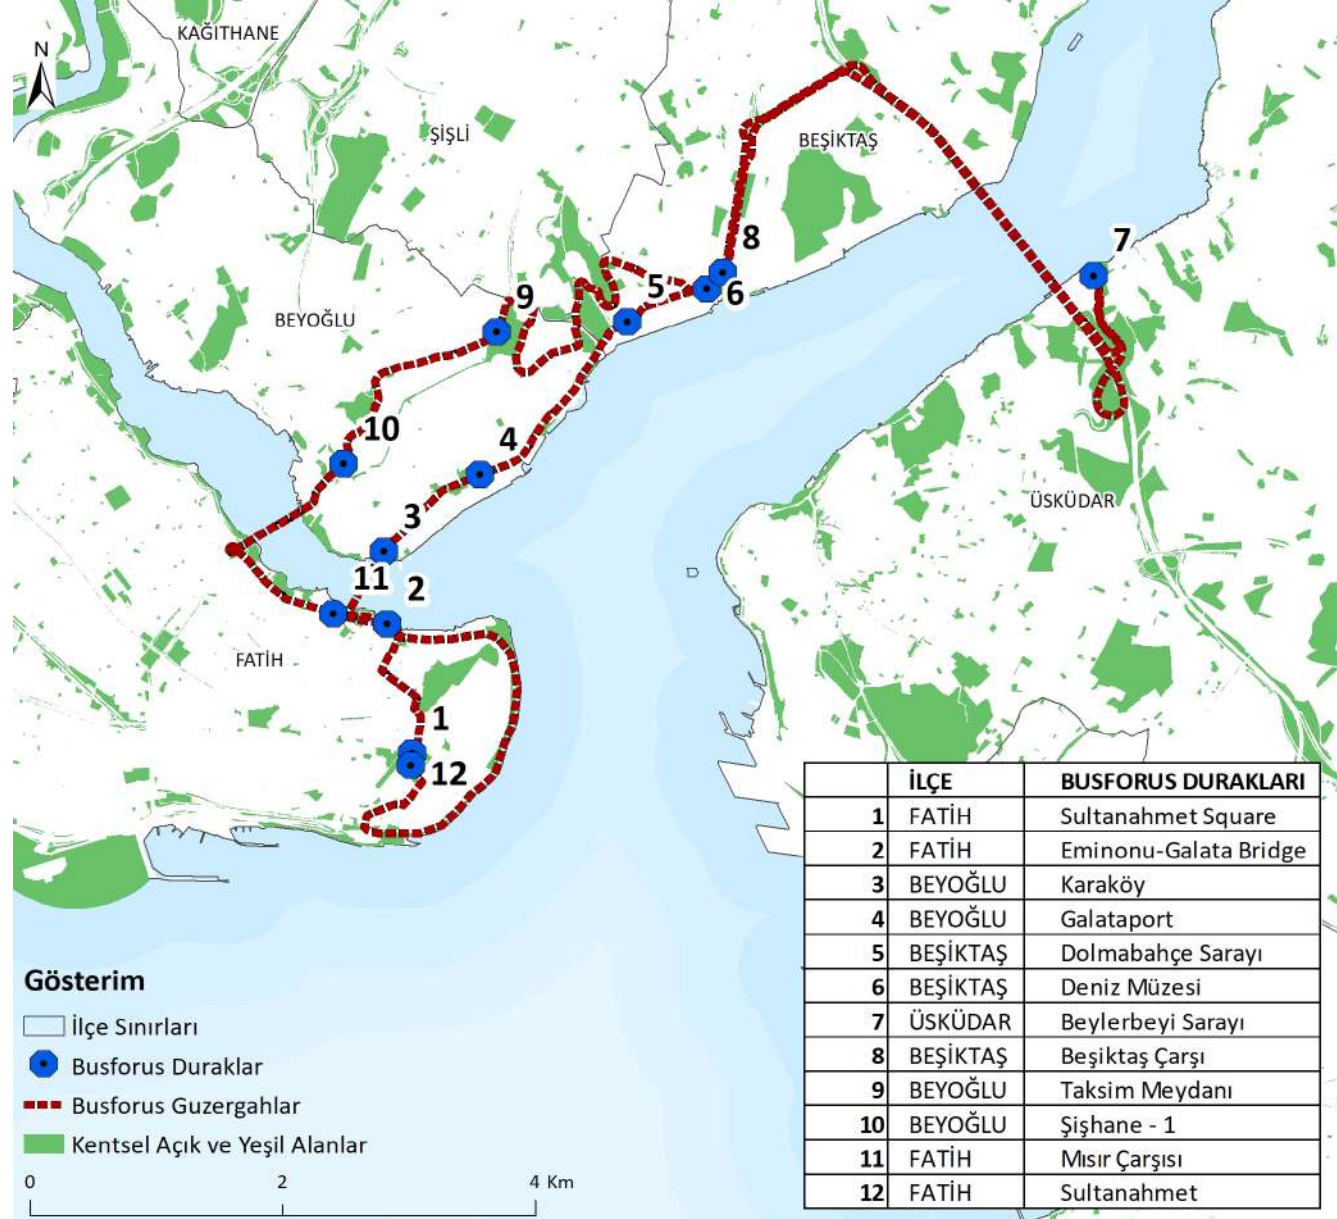 N
KAĞITHANE
ŞİŞLİ
BEŞİKTAŞ
7
8
5
6
9
BEYOĞLU
10
4
ÜSKÜDAR
3
11
2
FATİH
1
12
İLÇE BUSFORUS DURAKLARI
1 FATİH Sultanahmet Square
2 FATİH Eminonu-Galata Bridge
3 BEYOĞLU Karaköy
4 BEYOĞLU Galataport
5 BEŞİKTAŞ Dolmabahçe Sarayı
6 BEŞİKTAŞ Deniz Müzesi
7 ÜSKÜDAR Beylerbeyi Sarayı
8 BEŞİKTAŞ Beşiktaş Çarşı
9 BEYOĞLU Taksim Meydanı
10 BEYOĞLU Şişhane - 1
11 FATİH Mısır Çarşısı
12 FATİH Sultanahmet
Gösterim
İlçe Sınırları
Busforus Duraklar
Busforus Guzergahlar
Kentsel Açık ve Yeşil Alanlar
0 2 4 Km